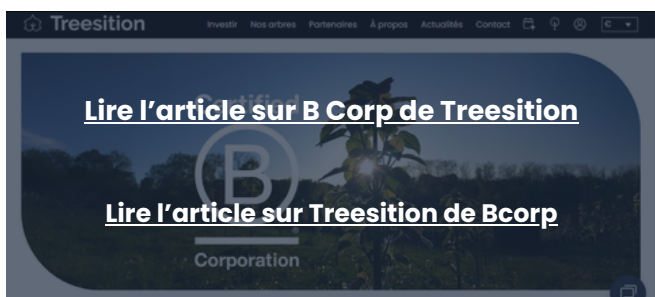 Treesition
Investir Nos arbres Partenaires À propos Actualités Contact €
Certified
Lire l’article sur B Corp de Treesition
B
Lire l’article sur Treesition de Bcorp
Corporation